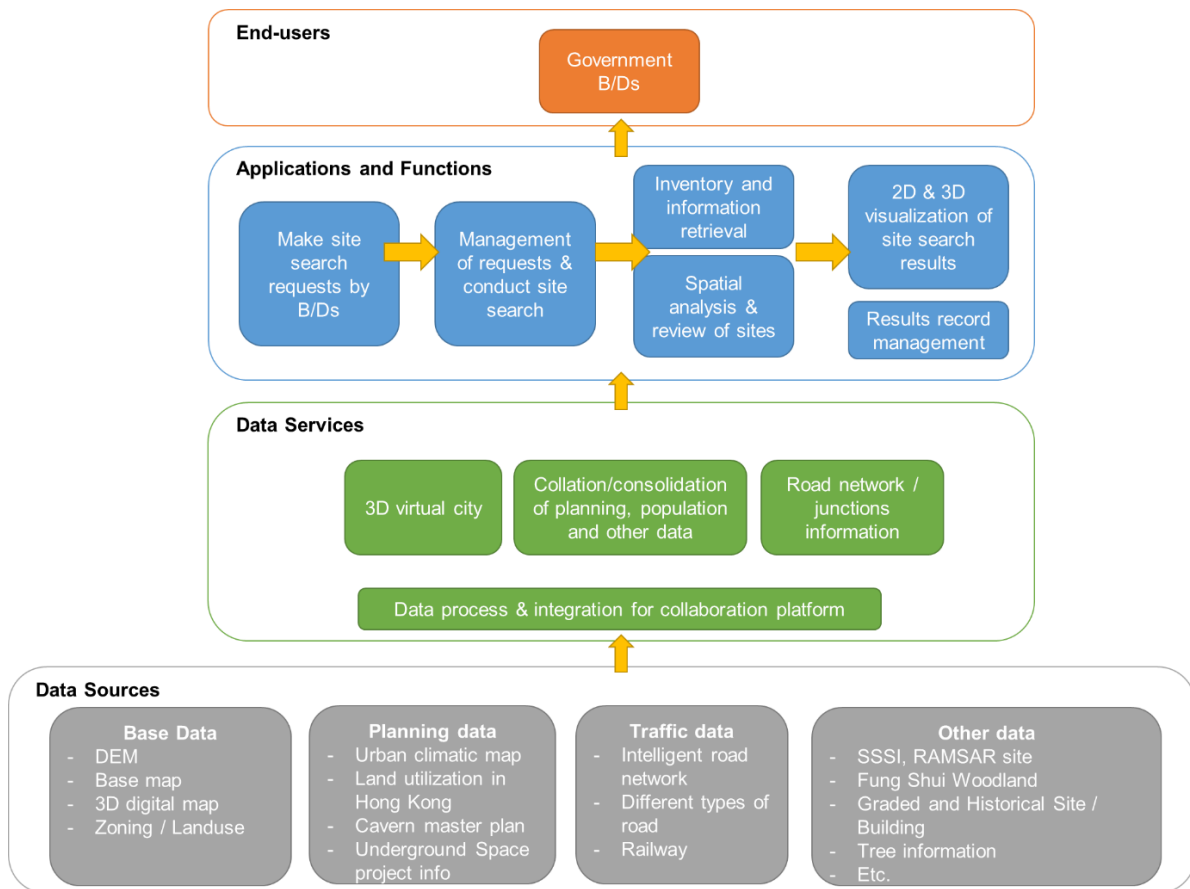 End-users
Government
B/Ds
Applications and Functions
Make site
search
requests by
B/Ds
Management
of requests &
conduct site
search
Inventory and
information
retrieval
Spatial
analysis &
review of sites
2D & 3D
visualization of
site search
results
Results record
management
Data Services
3D virtual city
Collation/consolidation
of planning, population
and other data
Road network /
junctions
information
Data process & integration for collaboration platform
Data Sources
Base Data
- DEM
- Base map
- 3D digital map
- Zoning / Landuse
Planning data
- Urban climatic map
- Land utilization in
Hong Kong
- Cavern master plan
- Underground Space
project info
Traffic data
- Intelligent road
network
- Different types of
road
- Railway
Other data
- SSSI, RAMSAR site
- Fung Shui Woodland
- Graded and Historical Site /
Building
- Tree information
- Etc.